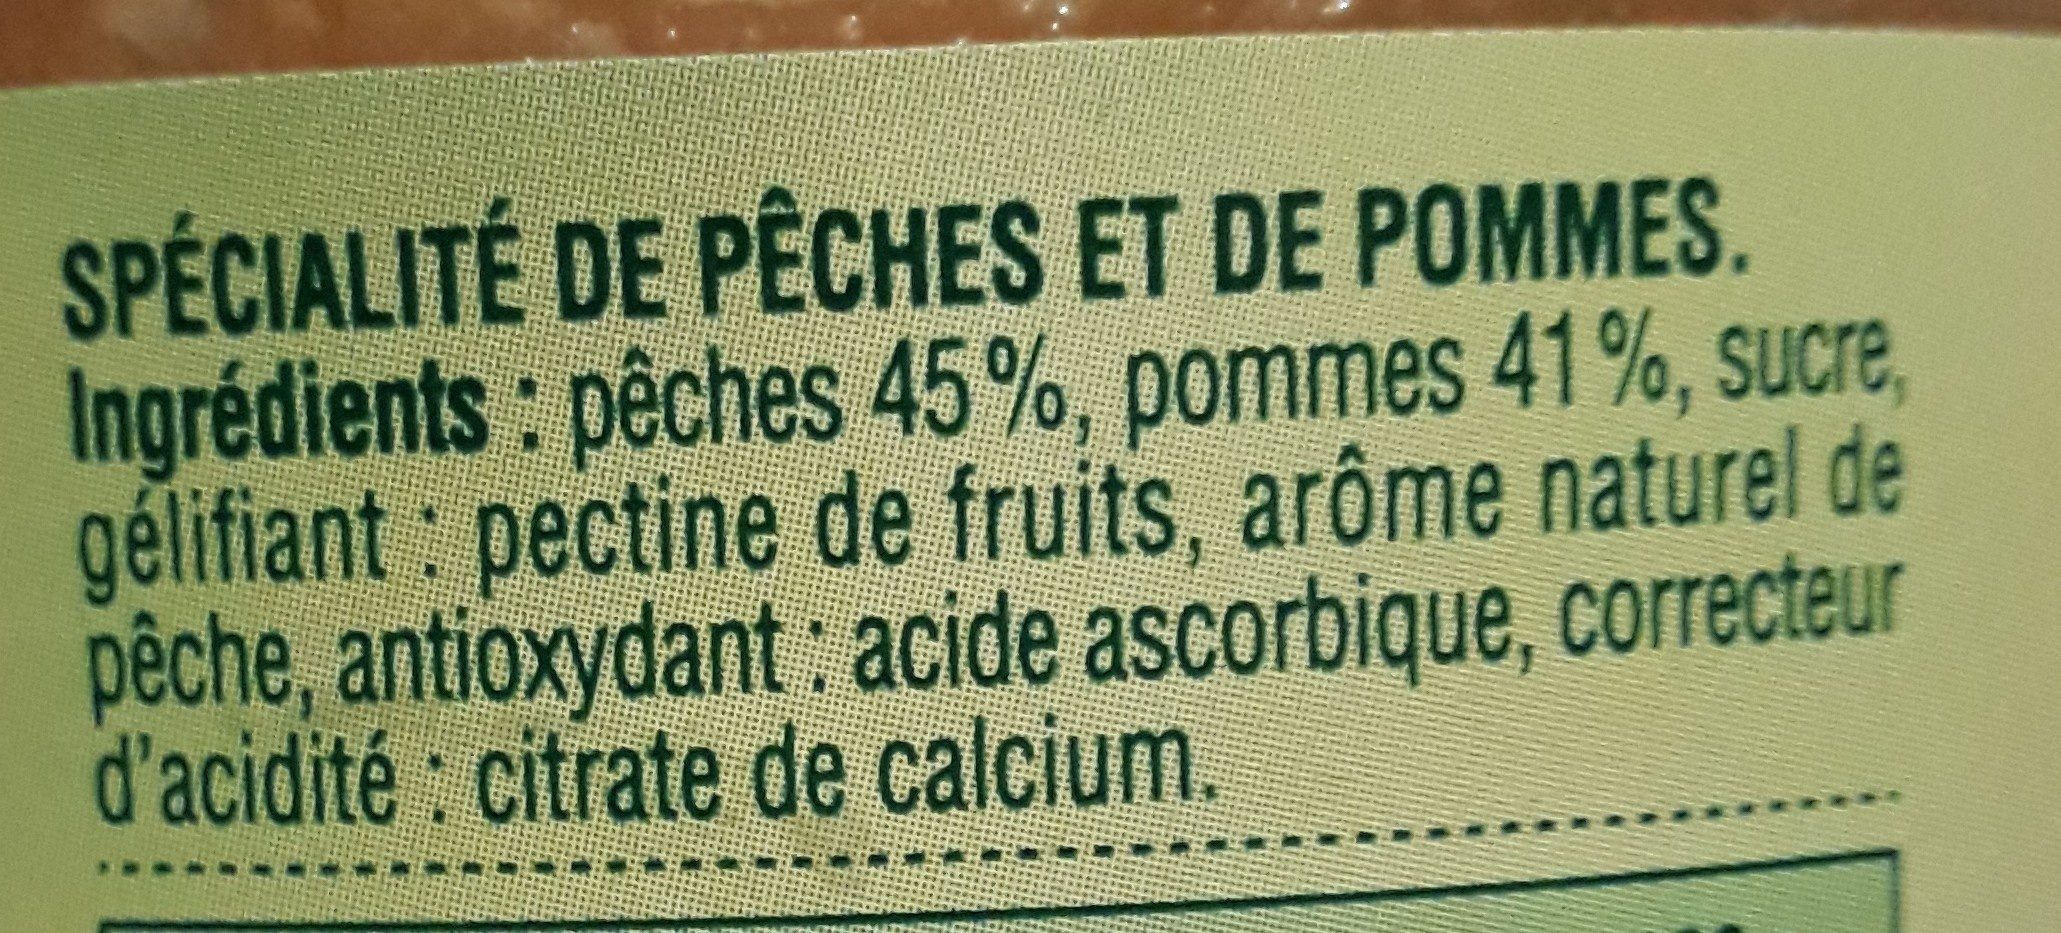 SPÉCIALITÉ DE PÊCHES ET DE POMMES.
Ingrédients : pêches 45%, pommes 41%, sucre,
gélifiant : pectine de fruits, arôme naturel de
pêche, antioxydant : acide ascorbique, correcteur
d'acidité : citrate de calcium.